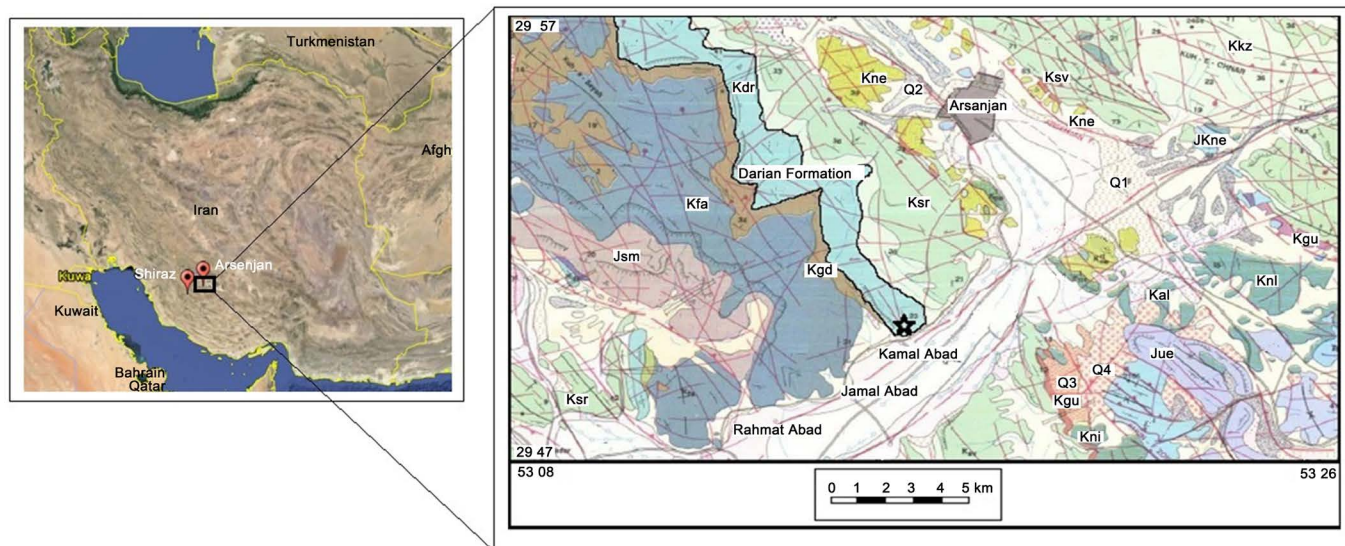 Turkmenistan
Afgh
Iran
Shiraz
Arsenjan
Kuwa
Kuwait
Bahrain
Qatar
29 57
Kdr
Kne
Q2
Arsanjan
Ksv
Kkz
Kne
JKne
Darian Formation
Q1
Kfa
Ksr
Jsm
Kgd
Kgu
Kal
Knl
Kamal Abad
Jue
Q3
Q4
Jamal Abad
Kgu
Ksr
Rahmat Abad
Kni
29 47
53 08
53 26
0 1 2 3 4 5 km